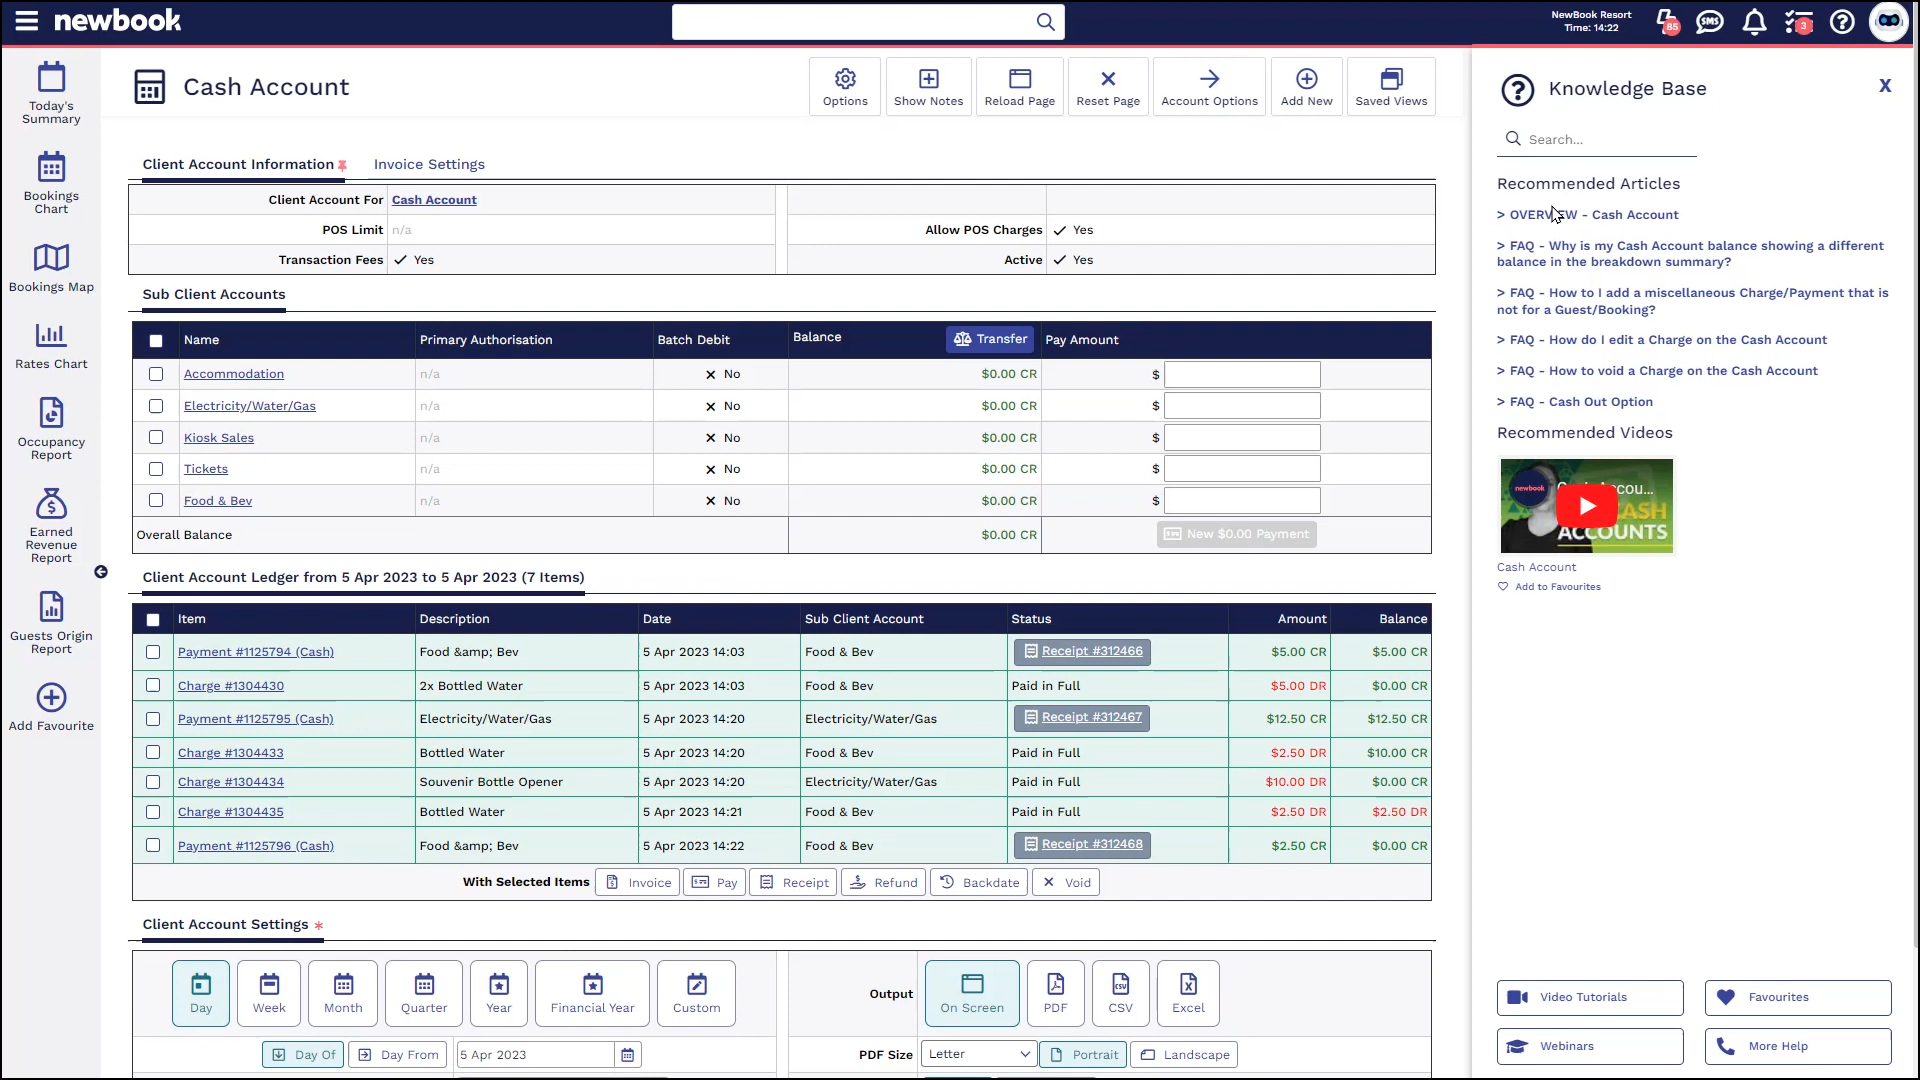 newbook
NewBook Resort
Time: 14:22
85
SMS
3
Today's
Summary
Bookings
Chart
Bookings Map
Rates Chart
Occupancy
Report
Earned
Revenue
Report
Guests Origin
Report
Add Favourite
Cash Account
Options
Show Notes
Reload Page
Reset Page
Account Options
Add New
Saved Views
Client Account Information
Invoice Settings
Client Account For Cash Account
POS Limit n/a Allow POS Charges Yes
Transaction Fees Yes Active Yes
Sub Client Accounts
Name Primary Authorisation Batch Debit Balance Transfer Pay Amount
Accommodation n/a No $0.00 CR $
Electricity/Water/Gas n/a No $0.00 CR $
Kiosk Sales n/a No $0.00 CR $
Tickets n/a No $0.00 CR $
Food & Bev n/a No $0.00 CR $
Overall Balance $0.00 CR New $0.00 Payment
Client Account Ledger from 5 Apr 2023 to 5 Apr 2023 (7 Items)
Item Description Date Sub Client Account Status Amount Balance
Payment #1125794 (Cash) Food &amp; Bev 5 Apr 2023 14:03 Food & Bev Receipt #312466 $5.00 CR $5.00 CR
Charge #1304430 2x Bottled Water 5 Apr 2023 14:03 Food & Bev Paid in Full $5.00 DR $0.00 CR
Payment #1125795 (Cash) Electricity/Water/Gas 5 Apr 2023 14:20 Electricity/Water/Gas Receipt #312467 $12.50 CR $12.50 CR
Charge #1304433 Bottled Water 5 Apr 2023 14:20 Food & Bev Paid in Full $2.50 DR $10.00 CR
Charge #1304434 Souvenir Bottle Opener 5 Apr 2023 14:20 Electricity/Water/Gas Paid in Full $10.00 DR $0.00 CR
Charge #1304435 Bottled Water 5 Apr 2023 14:21 Food & Bev Paid in Full $2.50 DR $2.50 DR
Payment #1125796 (Cash) Food &amp; Bev 5 Apr 2023 14:22 Food & Bev Receipt #312468 $2.50 CR $0.00 CR
With Selected Items Invoice Pay Receipt Refund Backdate Void
Client Account Settings *
Day Week Month Quarter Year Financial Year Custom
Output On Screen PDF CSV Excel
Day Of Day From 5 Apr 2023
PDF Size Letter Portrait Landscape
Knowledge Base
X
Search...
Recommended Articles
> OVERVIEW - Cash Account
> FAQ - Why is my Cash Account balance showing a different
balance in the breakdown summary?
> FAQ - How to I add a miscellaneous Charge/Payment that is
not for a Guest/Booking?
> FAQ - How do I edit a Charge on the Cash Account
> FAQ - How to void a Charge on the Cash Account
> FAQ - Cash Out Option
Recommended Videos
newbook
Cash Accou...
CASH
ACCOUNTS
Cash Account
Add to Favourites
Video Tutorials
Favourites
Webinars
More Help